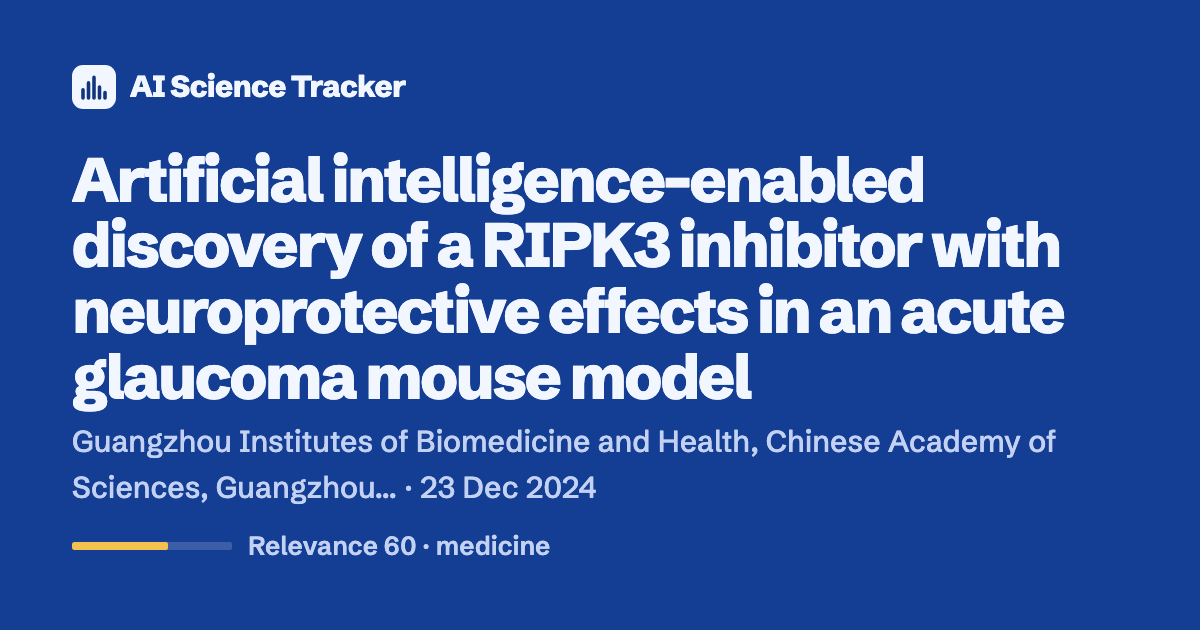 AI Science Tracker
Artificial intelligence-enabled
discovery of a RIPK3 inhibitor with
neuroprotective effects in an acute
glaucoma mouse model
Guangzhou Institutes of Biomedicine and Health, Chinese Academy of
Sciences, Guangzhou... · 23 Dec 2024
Relevance 60 · medicine